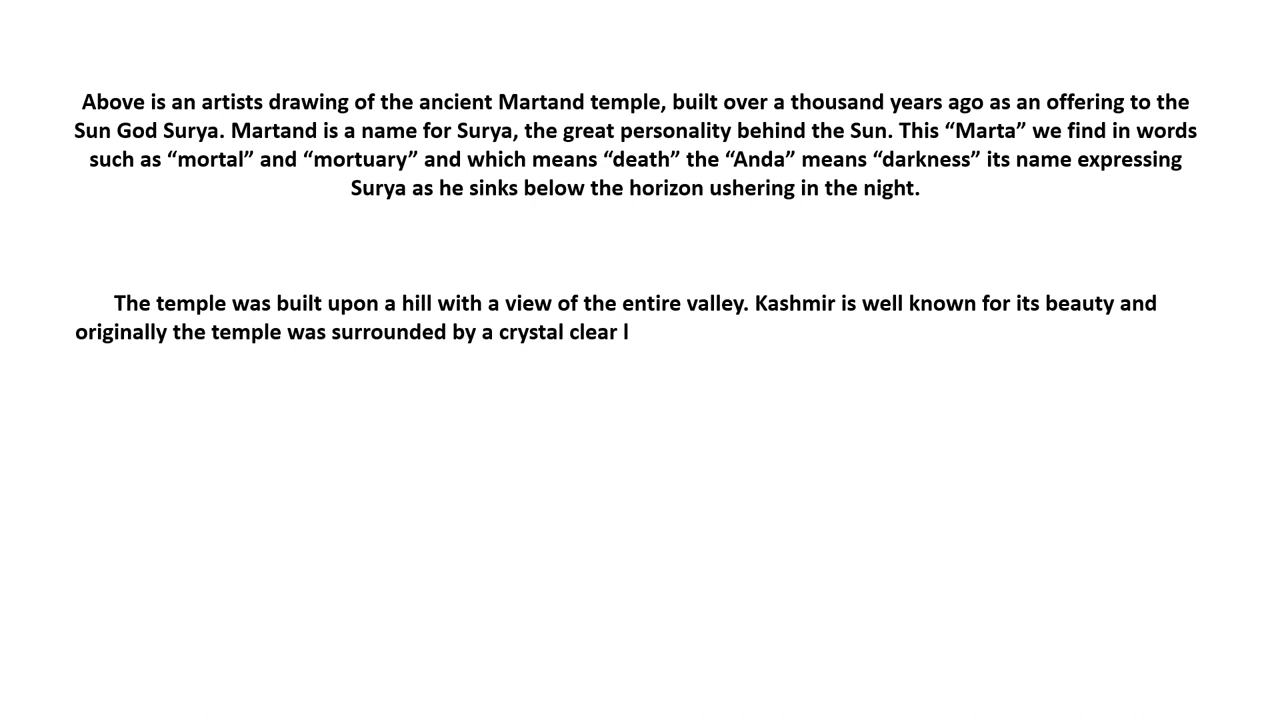 Above is an artists drawing of the ancient Martand temple, built over a thousand years ago as an offering to the
Sun God Surya. Martand is a name for Surya, the great personality behind the Sun. This “Marta” we find in words
such as “mortal” and “mortuary” and which means “death” the “Anda” means “darkness” its name expressing
Surya as he sinks below the horizon ushering in the night.
The temple was built upon a hill with a view of the entire valley. Kashmir is well known for its beauty and
originally the temple was surrounded by a crystal clear l